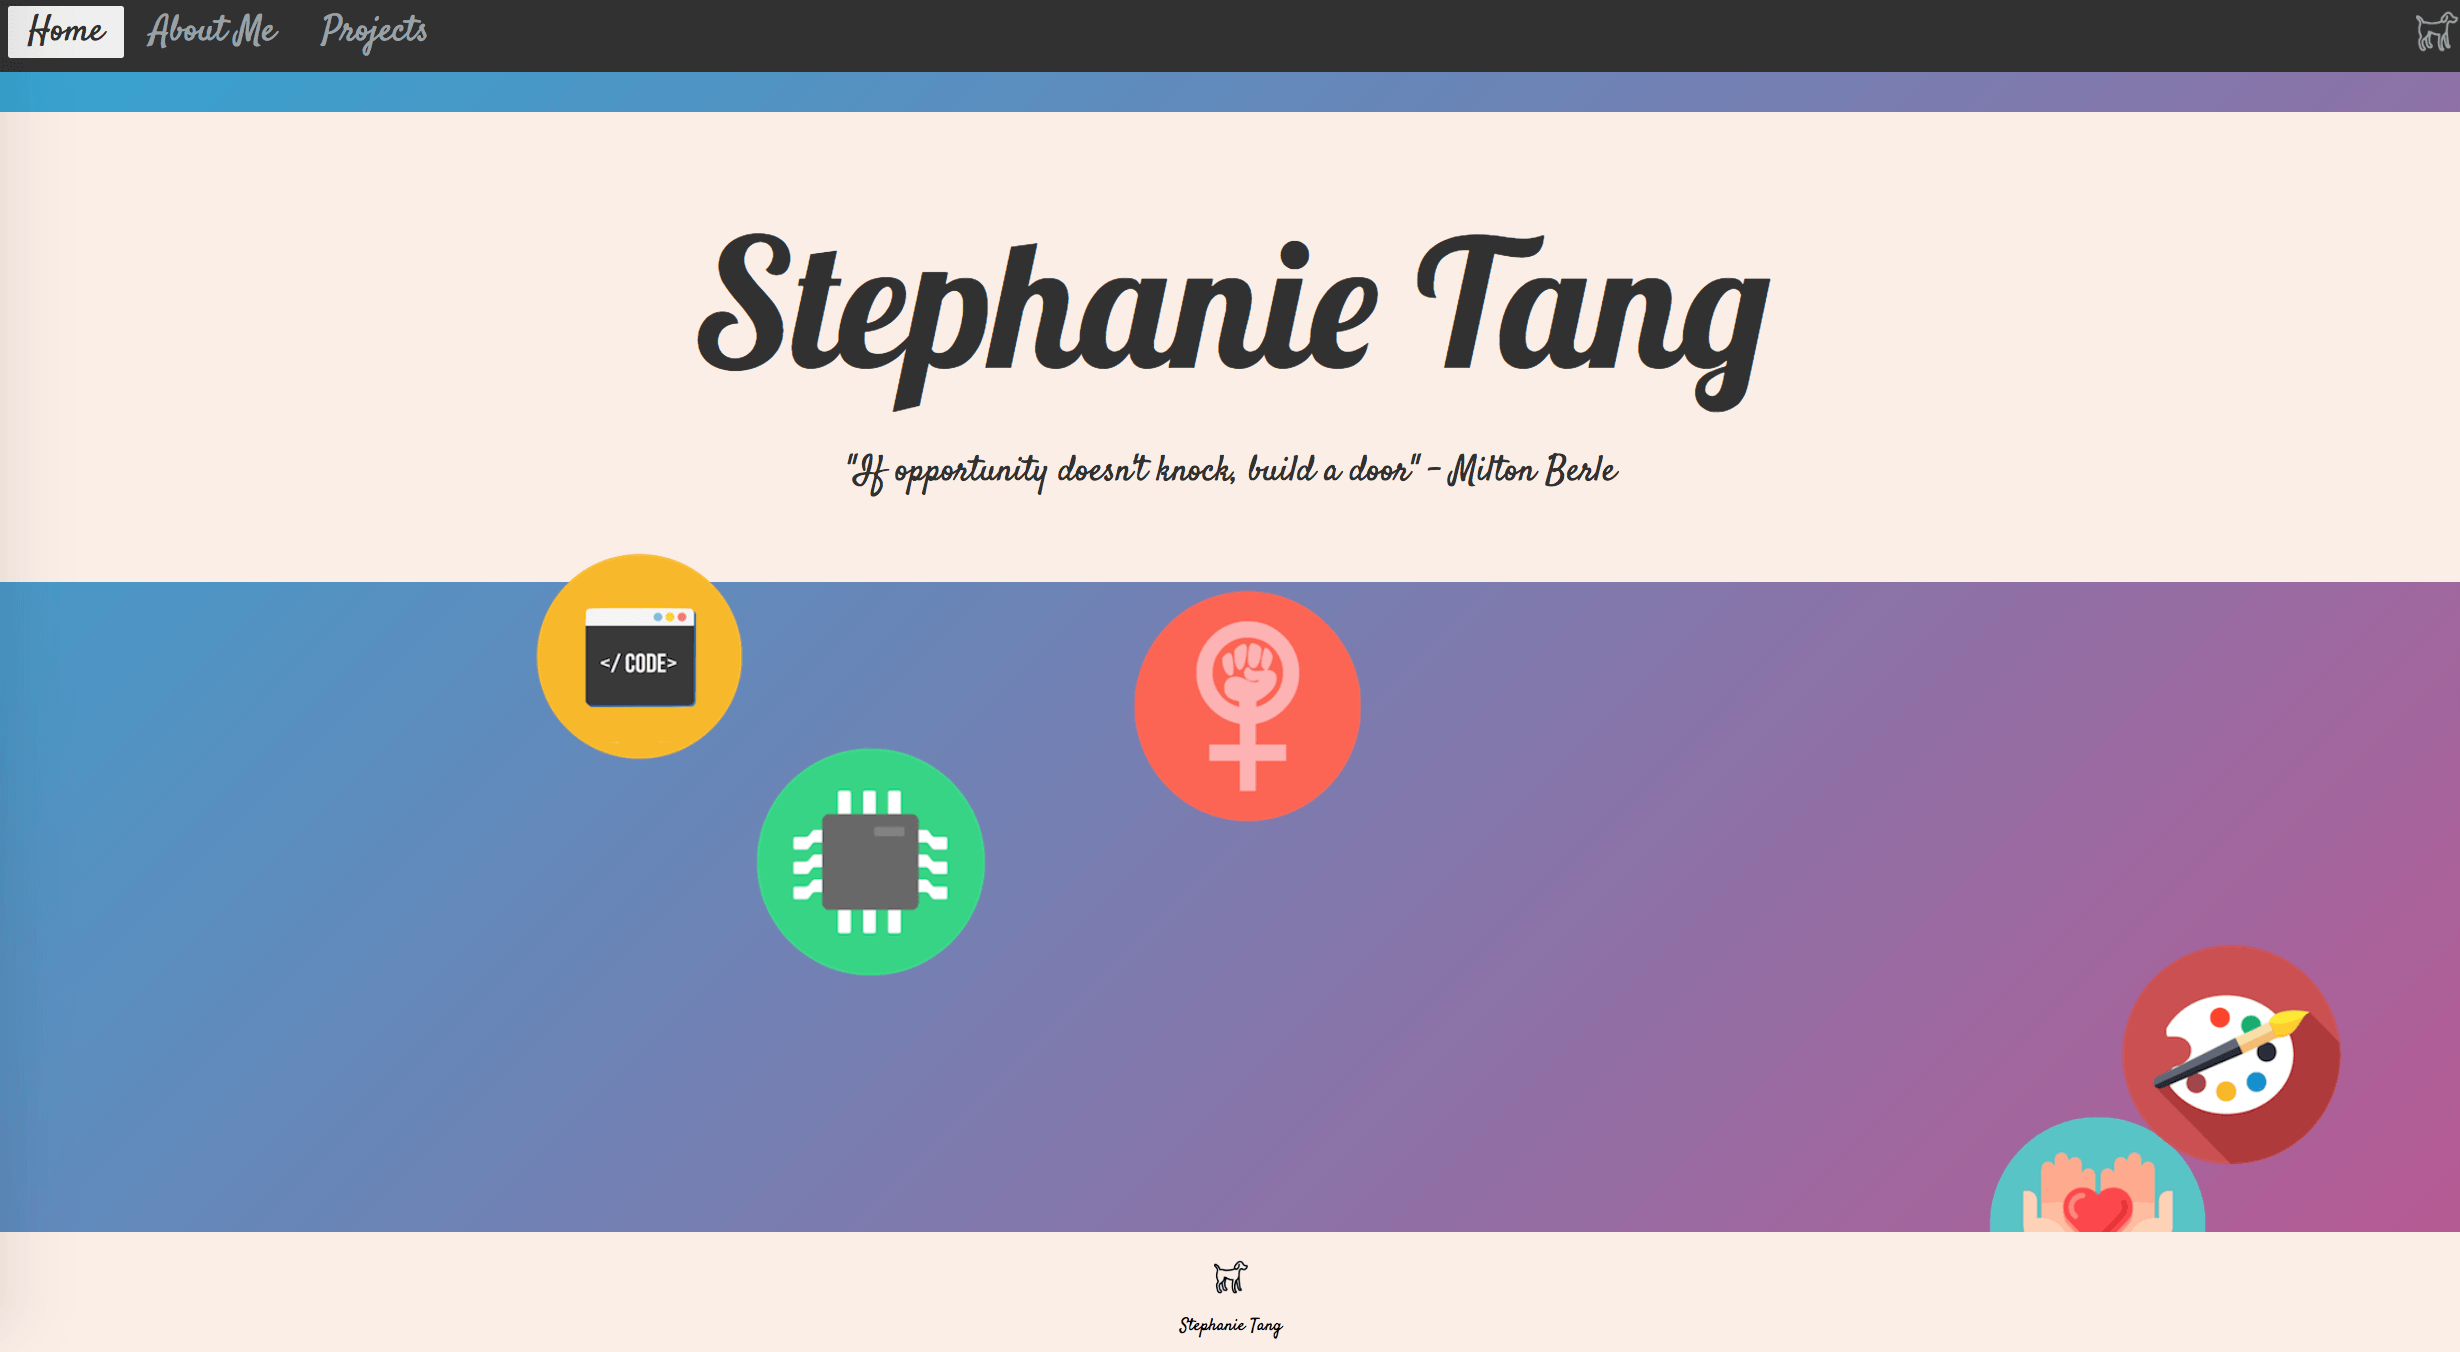 Home About Me Projects
Stephanie Tang
"If opportunity doesn't knock, build a door" - Milton Berle
</ CODE>
Stephanie Tang